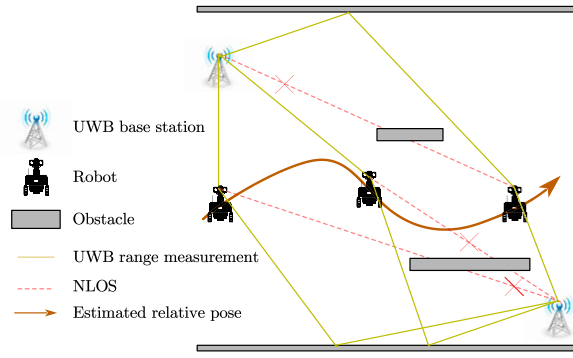 UWB base station
Robot
Obstacle
UWB range measurement
NLOS
Estimated relative pose